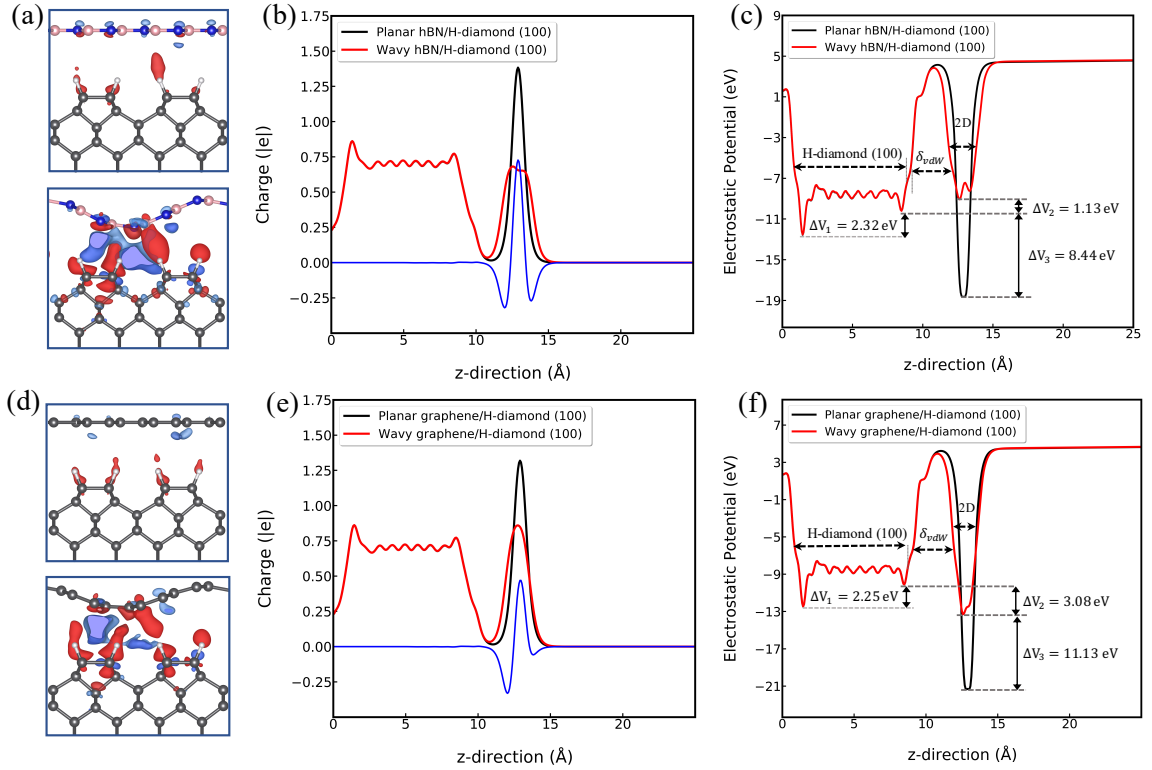 (a)
(b)
1.75
1.50
1.25
1.00
0.75
0.50
0.25
0.00
−0.25
Charge (|e|)
Planar hBN/H-diamond (100)
Wavy hBN/H-diamond (100)
0 5 10 15 20
z-direction (Å)
(c)
9
5
1
−3
−7
−11
−15
−19
Electrostatic Potential (eV)
Planar hBN/H-diamond (100)
Wavy hBN/H-diamond (100)
2D
H-diamond (100)
δvdW
ΔV1 = 2.32 eV
ΔV2 = 1.13 eV
ΔV3 = 8.44 eV
0 5 10 15 20 25
z-direction (Å)
(d)
(e)
1.75
1.50
1.25
1.00
0.75
0.50
0.25
0.00
−0.25
Charge (|e|)
Planar graphene/H-diamond (100)
Wavy graphene/H-diamond (100)
0 5 10 15 20
z-direction (Å)
(f)
7
3
−1
−5
−9
−13
−17
−21
Electrostatic Potential (eV)
Planar graphene/H-diamond (100)
Wavy graphene/H-diamond (100)
2D
H-diamond (100)
δvdW
ΔV1 = 2.25 eV
ΔV2 = 3.08 eV
ΔV3 = 11.13 eV
0 5 10 15 20
z-direction (Å)